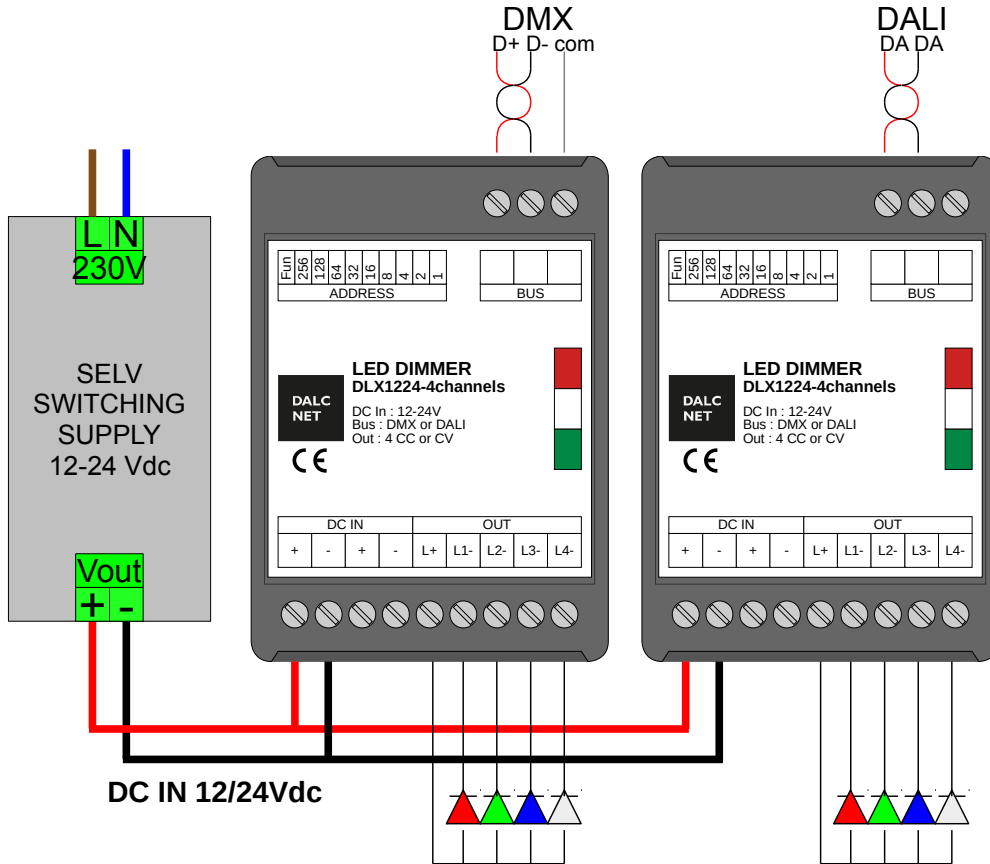 DMX
D+ D- com
DALI
DA DA
L N
230V
SELV
SWITCHING
SUPPLY
12-24 Vdc
Vout
+ -
Fun 256 128 64 32 16 8 4 2 1
ADDRESS
BUS
DALC
NET
LED DIMMER
DLX1224-4channels
DC In : 12-24V
Bus : DMX or DALI
Out : 4 CC or CV
CE
DC IN
OUT
+ - + - L+ L1- L2- L3- L4-
Fun 256 128 64 32 16 8 4 2 1
ADDRESS
BUS
DALC
NET
LED DIMMER
DLX1224-4channels
DC In : 12-24V
Bus : DMX or DALI
Out : 4 CC or CV
CE
DC IN
OUT
+ - + - L+ L1- L2- L3- L4-
DC IN 12/24Vdc